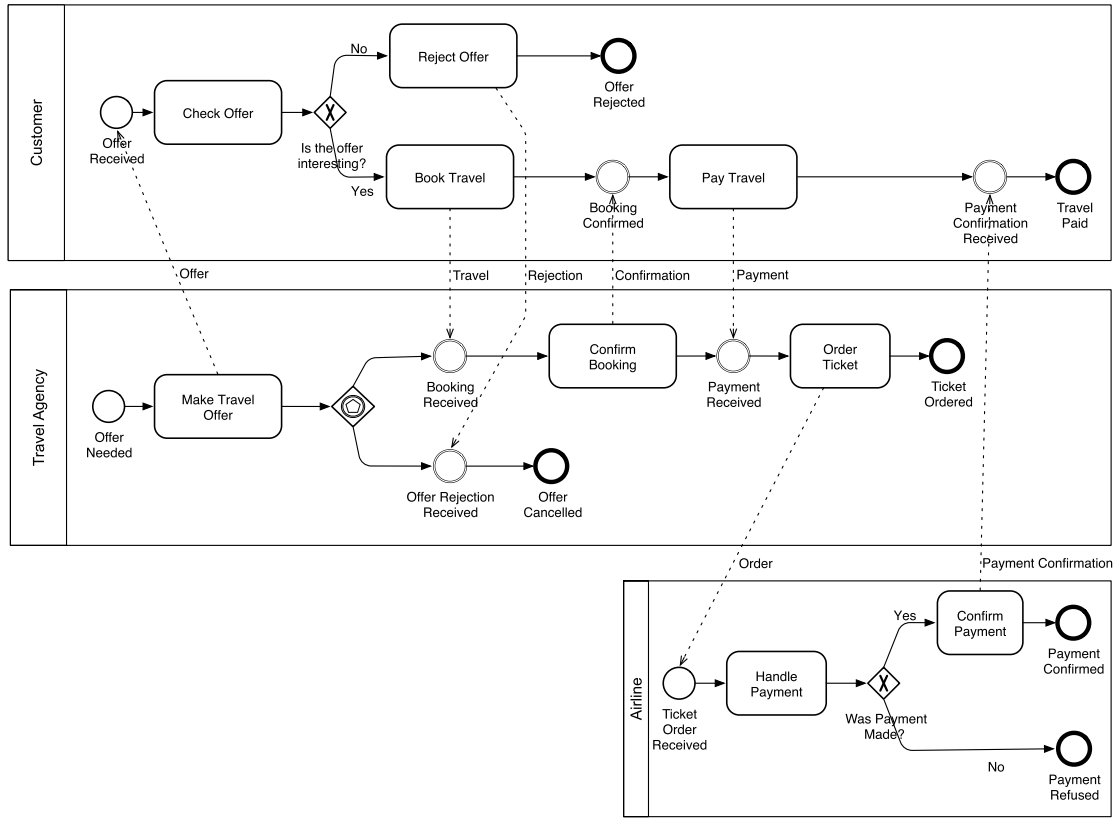 Customer
No
Reject Offer
Offer
Rejected
Check Offer
Offer
Received
Is the offer
interesting?
Yes
Book Travel
Booking
Confirmed
Pay Travel
Payment
Confirmation
Received
Travel
Paid
Offer
Travel
Rejection
Confirmation
Payment
Travel Agency
Offer
Needed
Make Travel
Offer
Booking
Received
Confirm
Booking
Payment
Received
Order
Ticket
Ticket
Ordered
Offer Rejection
Received
Offer
Cancelled
Order
Payment Confirmation
Airline
Ticket
Order
Received
Handle
Payment
Was Payment
Made?
Yes
Confirm
Payment
Payment
Confirmed
No
Payment
Refused